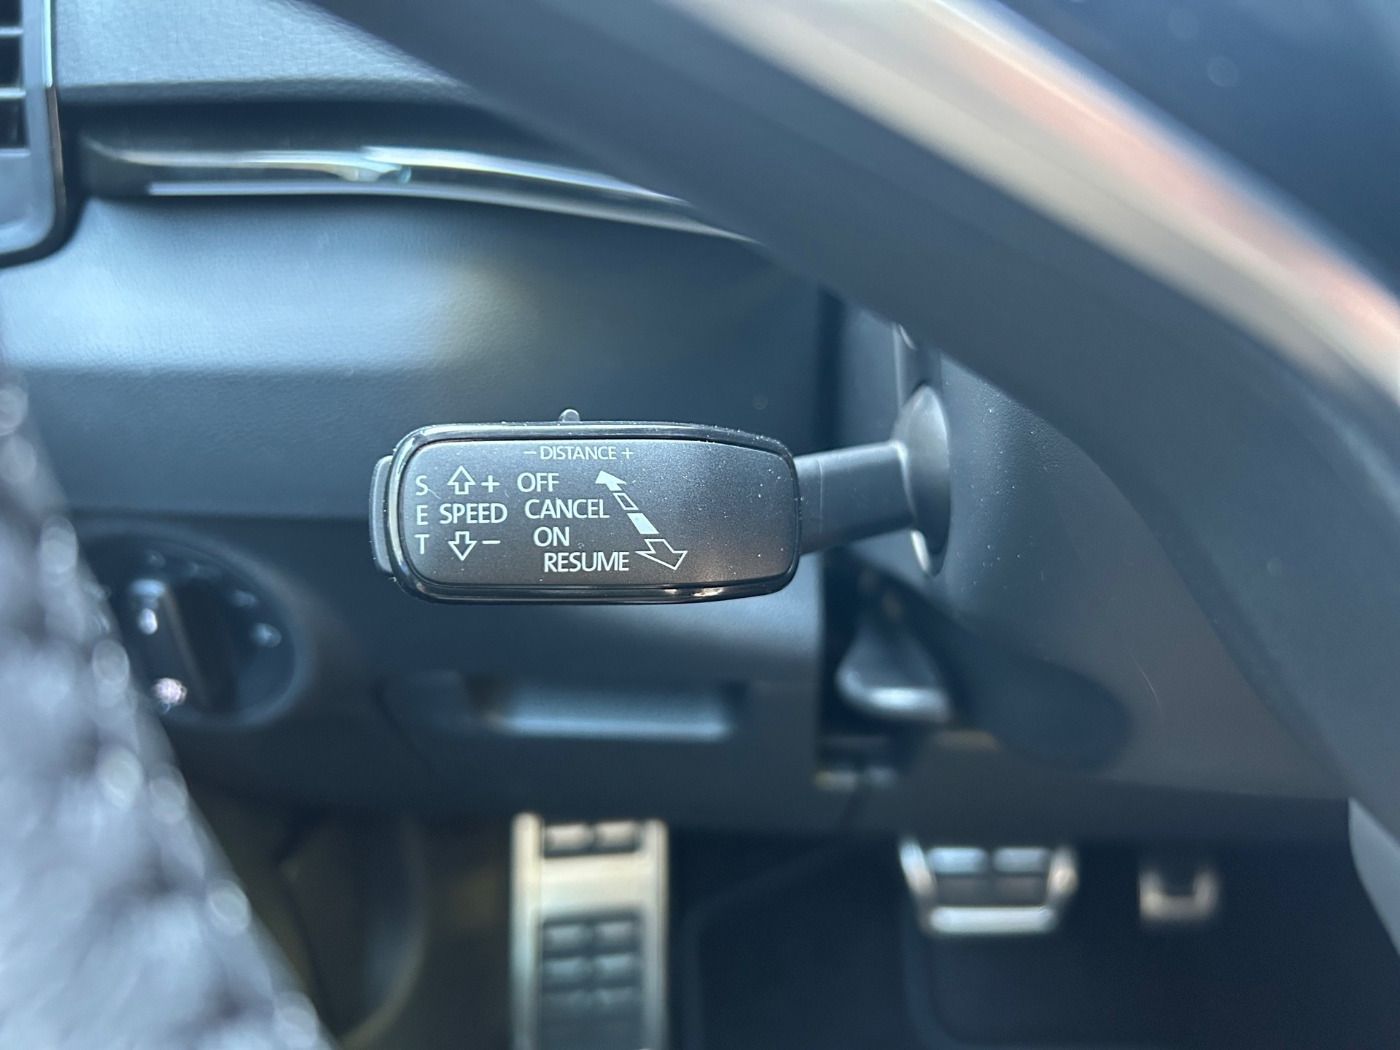 – DISTANCE +
S + OFF
E SPEED CANCEL
T – ON
RESUME